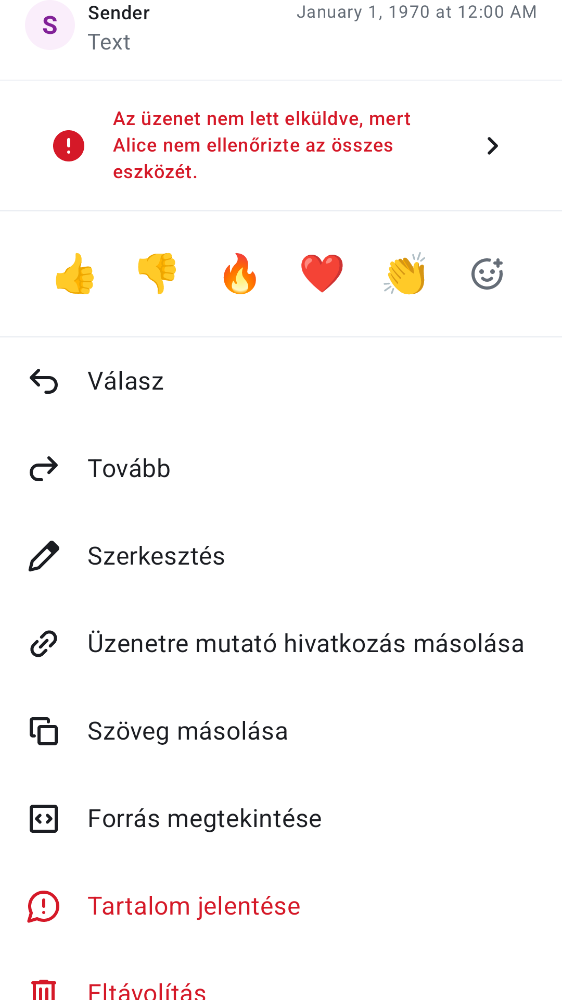 S
Sender
January 1, 1970 at 12:00 AM
Text
Az üzenet nem lett elküldve, mert
Alice nem ellenőrizte az összes
eszközét.
Válasz
Tovább
Szerkesztés
Üzenetre mutató hivatkozás másolása
Szöveg másolása
Forrás megtekintése
Tartalom jelentése
Eltávolítás